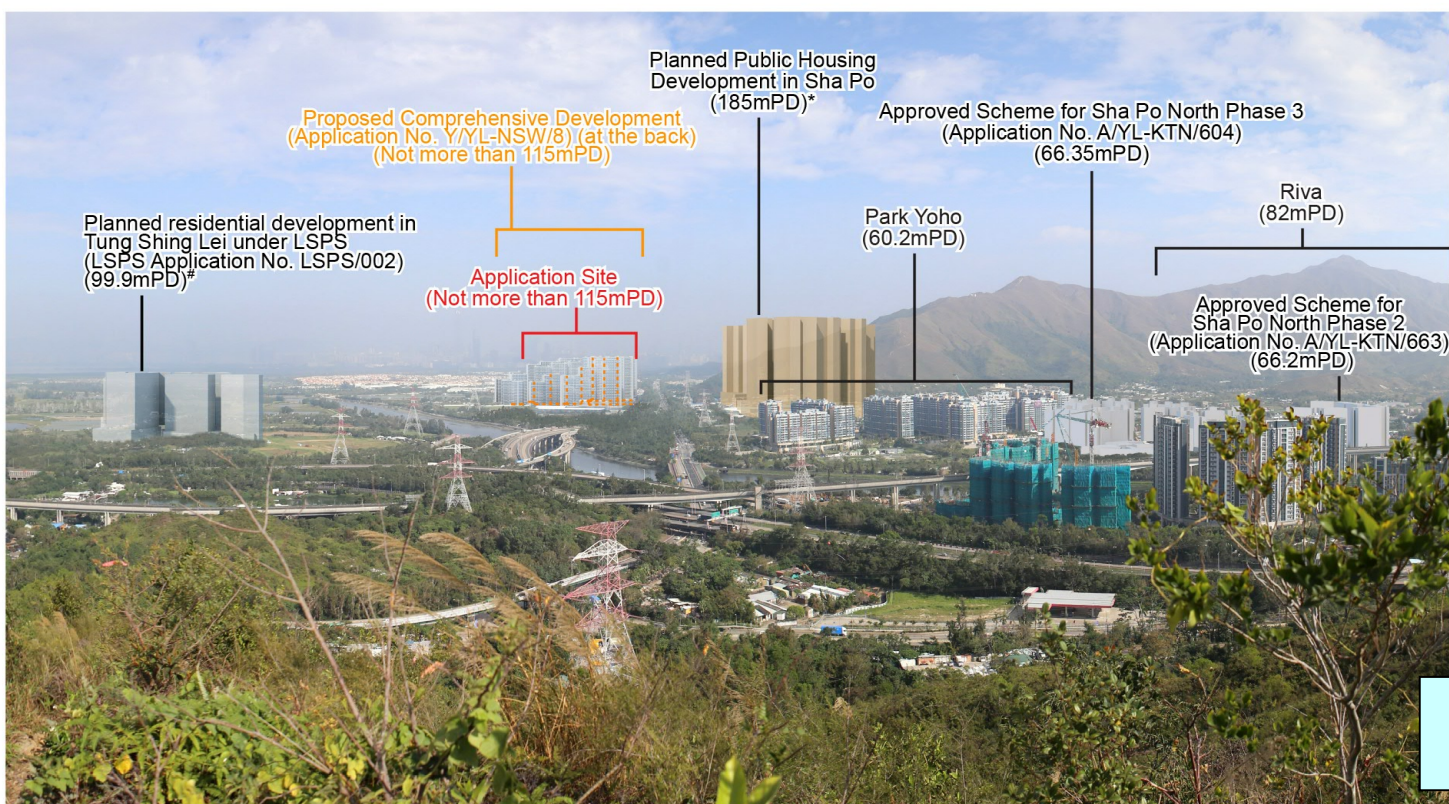 Planned Public Housing
Development in Sha Po
(185mPD)*
Proposed Comprehensive Development
(Application No. Y/YL-NSW/8) (at the back)
(Not more than 115mPD)
Approved Scheme for Sha Po North Phase 3
(Application No. A/YL-KTN/604)
(66.35mPD)
Riva
(82mPD)
Park Yoho
(60.2mPD)
Planned residential development in
Tung Shing Lei under LSPS
(LSPS Application No. LSPS/002)
(99.9mPD)#
Application Site
(Not more than 115mPD)
Approved Scheme for
Sha Po North Phase 2
(Application No. A/YL-KTN/663)
(66.2mPD)